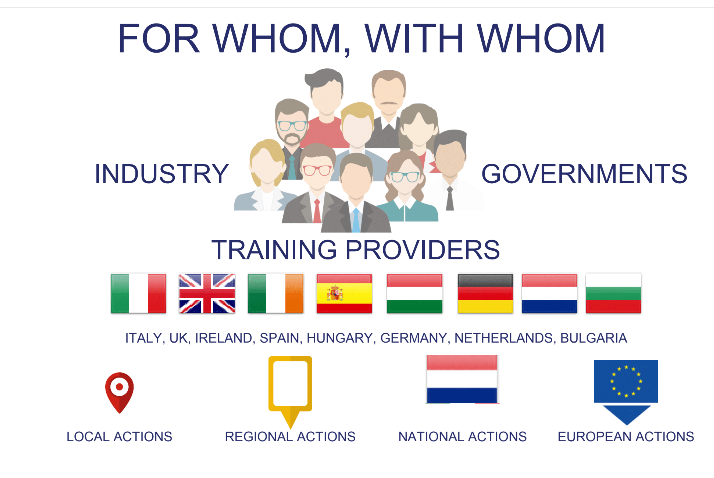 FOR WHOM, WITH WHOM
INDUSTRY
GOVERNMENTS
TRAINING PROVIDERS
ITALY, UK, IRELAND, SPAIN, HUNGARY, GERMANY, NETHERLANDS, BULGARIA
LOCAL ACTIONS
REGIONAL ACTIONS
NATIONAL ACTIONS
EUROPEAN ACTIONS